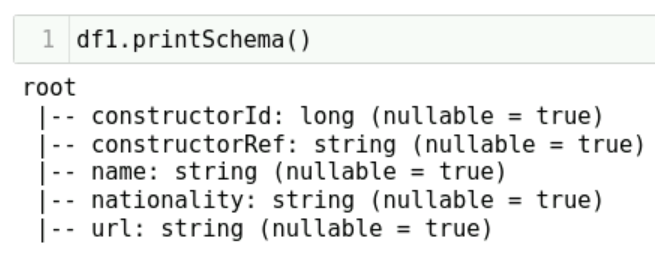 1 df1.printSchema()
root
|-- constructorId: long (nullable = true)
|-- constructorRef: string (nullable = true)
|-- name: string (nullable = true)
|-- nationality: string (nullable = true)
|-- url: string (nullable = true)